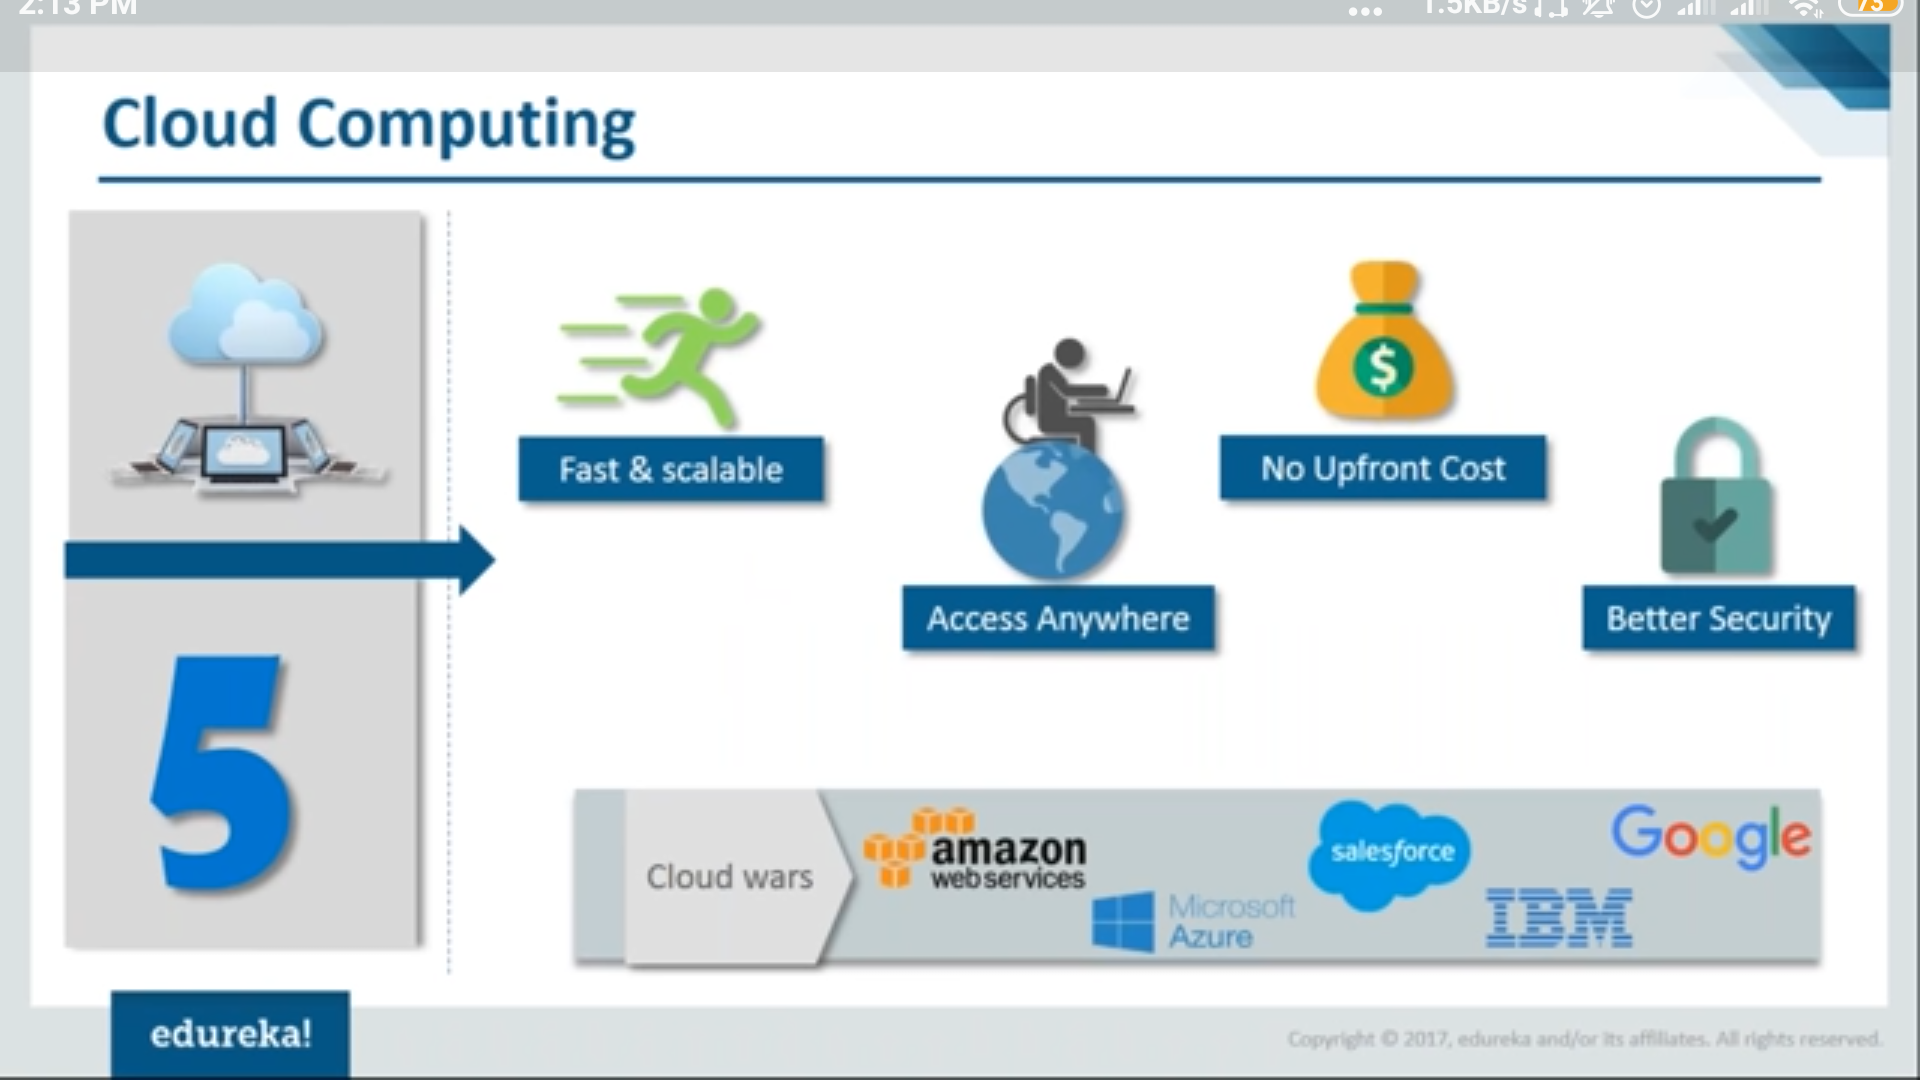 2:13 PM
1.5KB/s
73
Cloud Computing
Fast & scalable
No Upfront Cost
$
Access Anywhere
Better Security
5
Cloud wars
amazon
web services
Microsoft
Azure
salesforce
Google
IBM
edureka!
Copyright © 2017, edureka and/or its affiliates. All rights reserved.